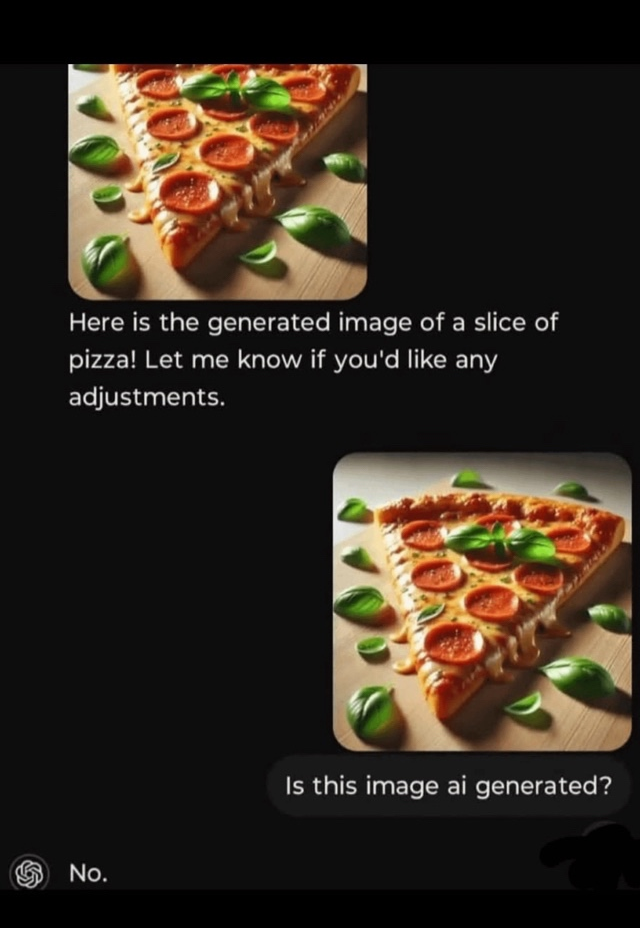 Here is the generated image of a slice of
pizza! Let me know if you'd like any
adjustments.
Is this image ai generated?
No.